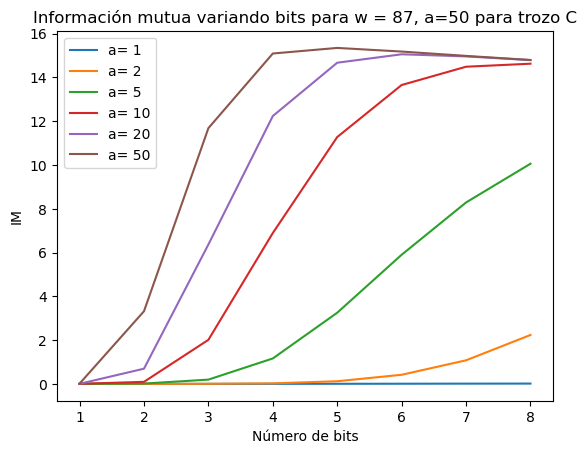 Información mutua variando bits para w = 87, a=50 para trozo C
16
14
12
10
8
6
4
2
0
IM
a= 1
a= 2
a= 5
a= 10
a= 20
a= 50
1 2 3 4 5 6 7 8
Número de bits